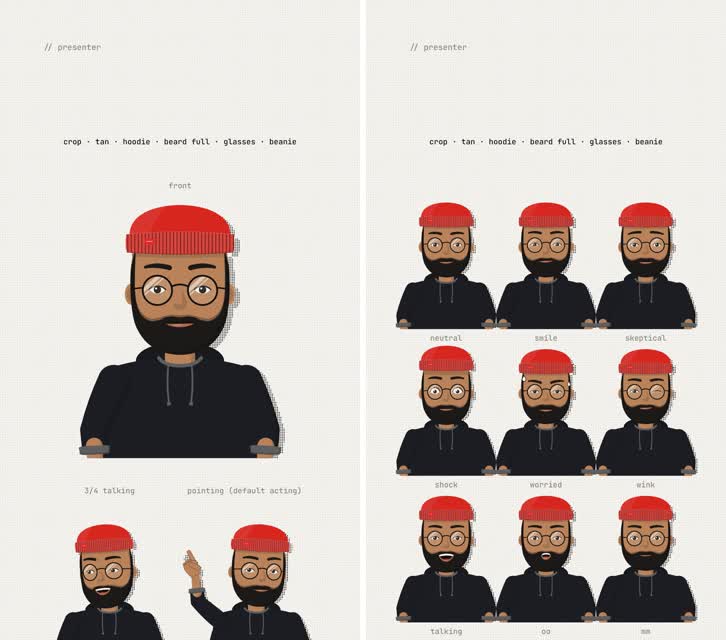 // presenter
crop · tan · hoodie · beard full · glasses · beanie
front
3/4 talking
pointing (default acting)
// presenter
crop · tan · hoodie · beard full · glasses · beanie
neutral
smile
skeptical
shock
worried
wink
talking
oo
mm